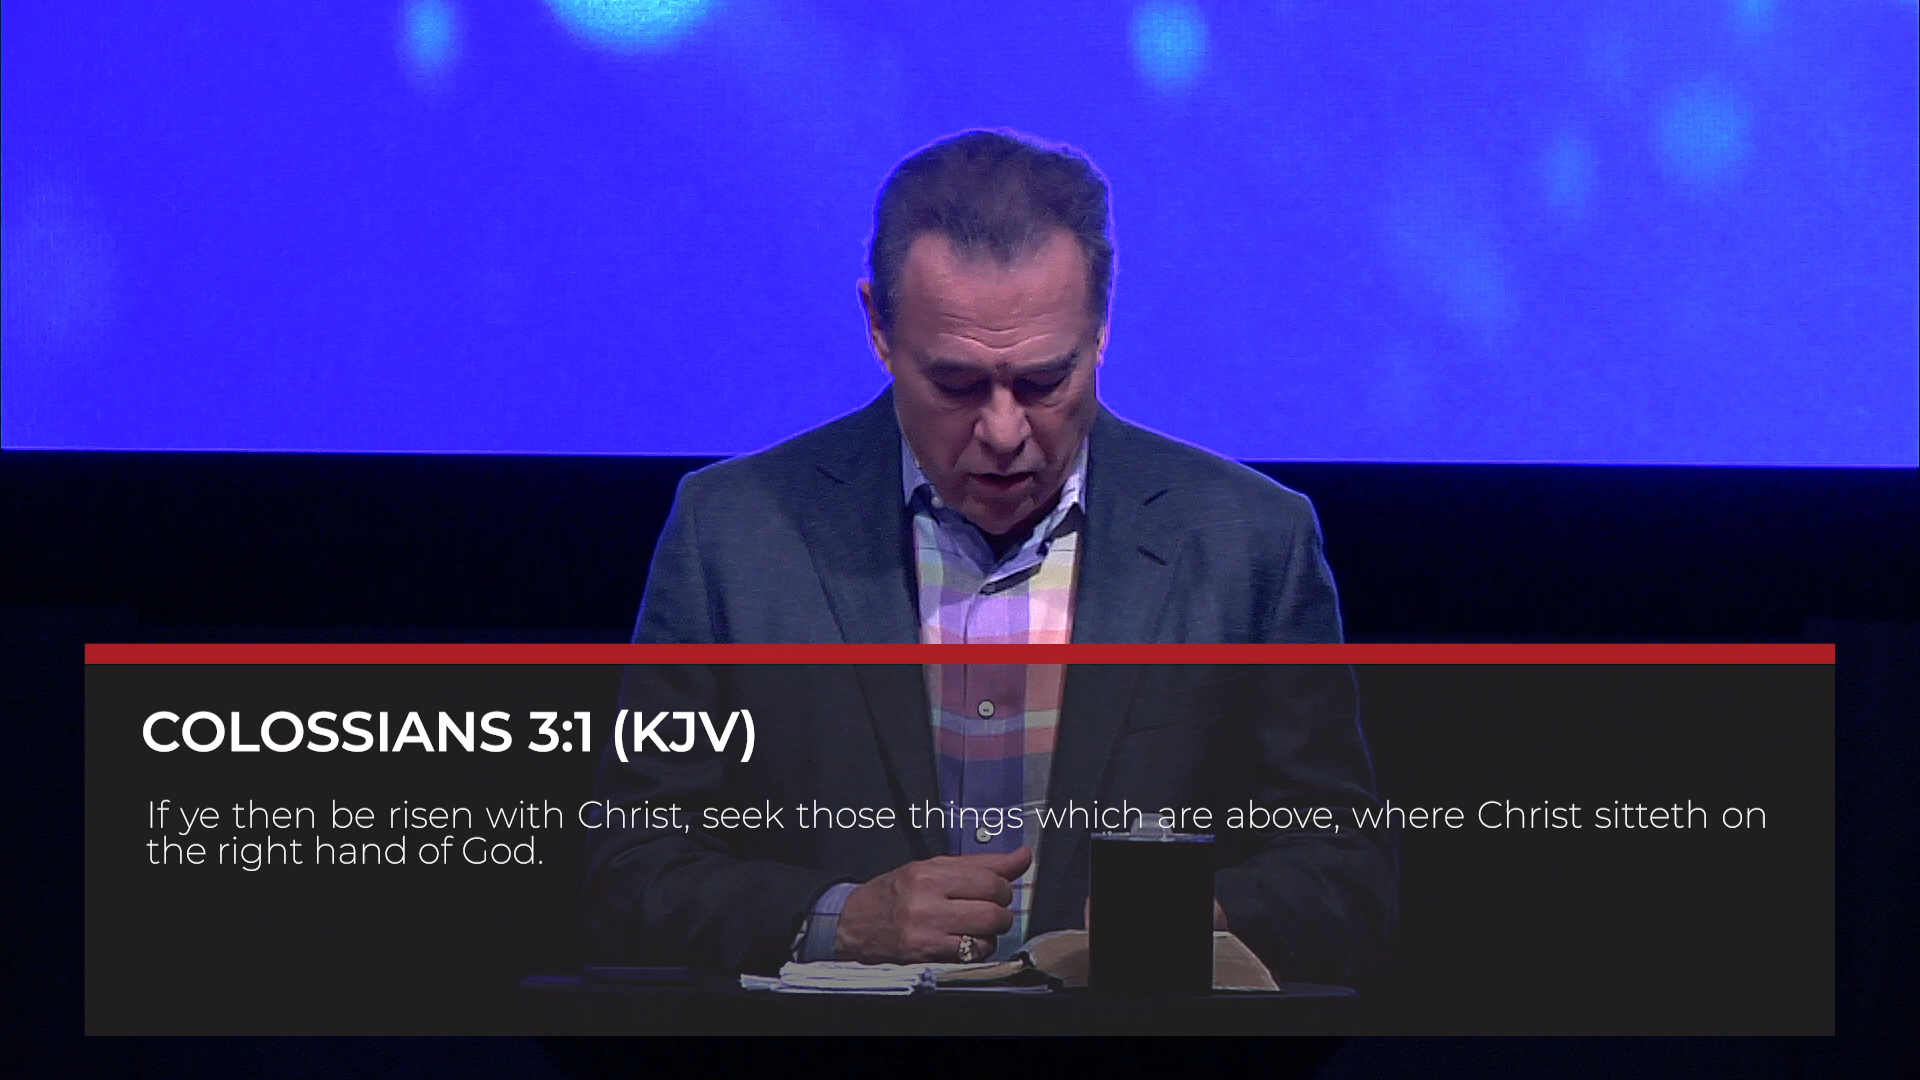 COLOSSIANS 3:1 (KJV)
If ye then be risen with Christ, seek those things which are above, where Christ sitteth on
the right hand of God.